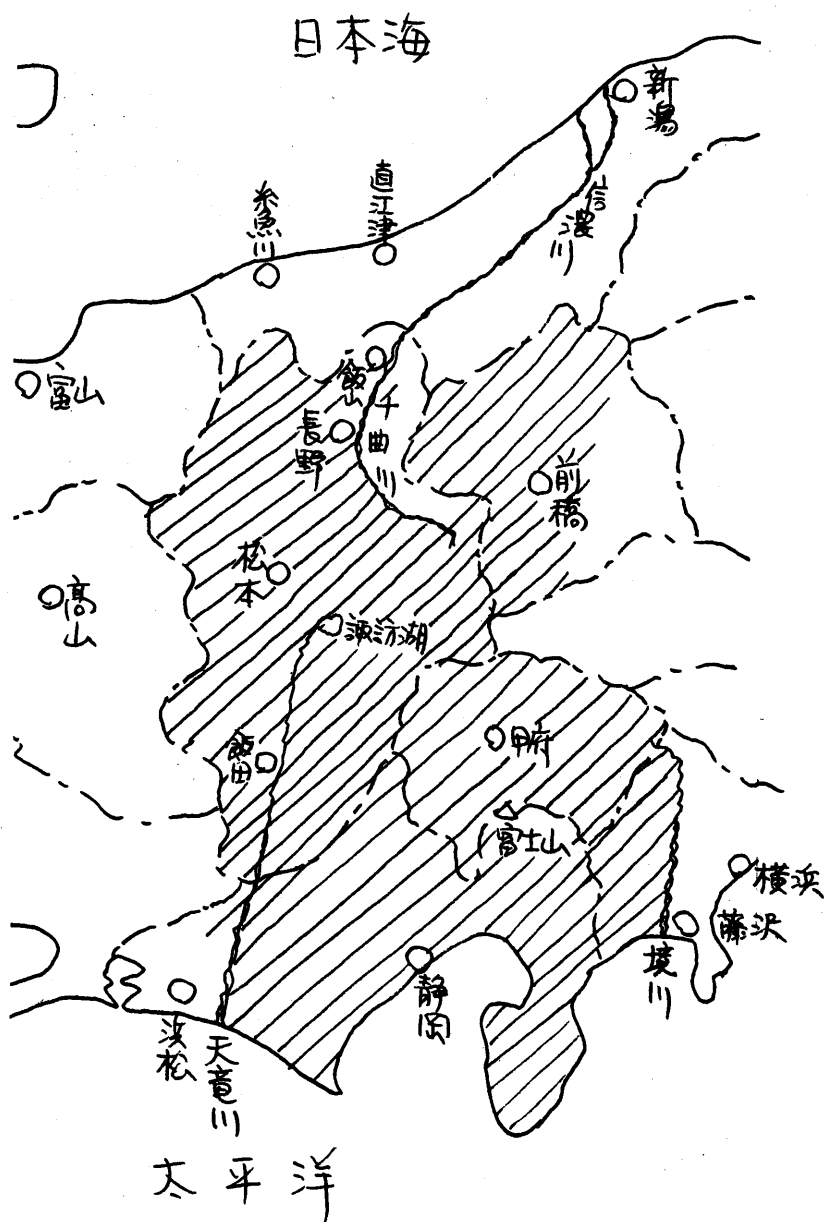 日本海
新潟
信濃川
直江津
糸魚川
富山
飯山
千曲川
長野
前橋
松本
高山
諏訪湖
甲府
飯田
富士山
横浜
藤沢
境川
静岡
浜松
天竜川
太平洋